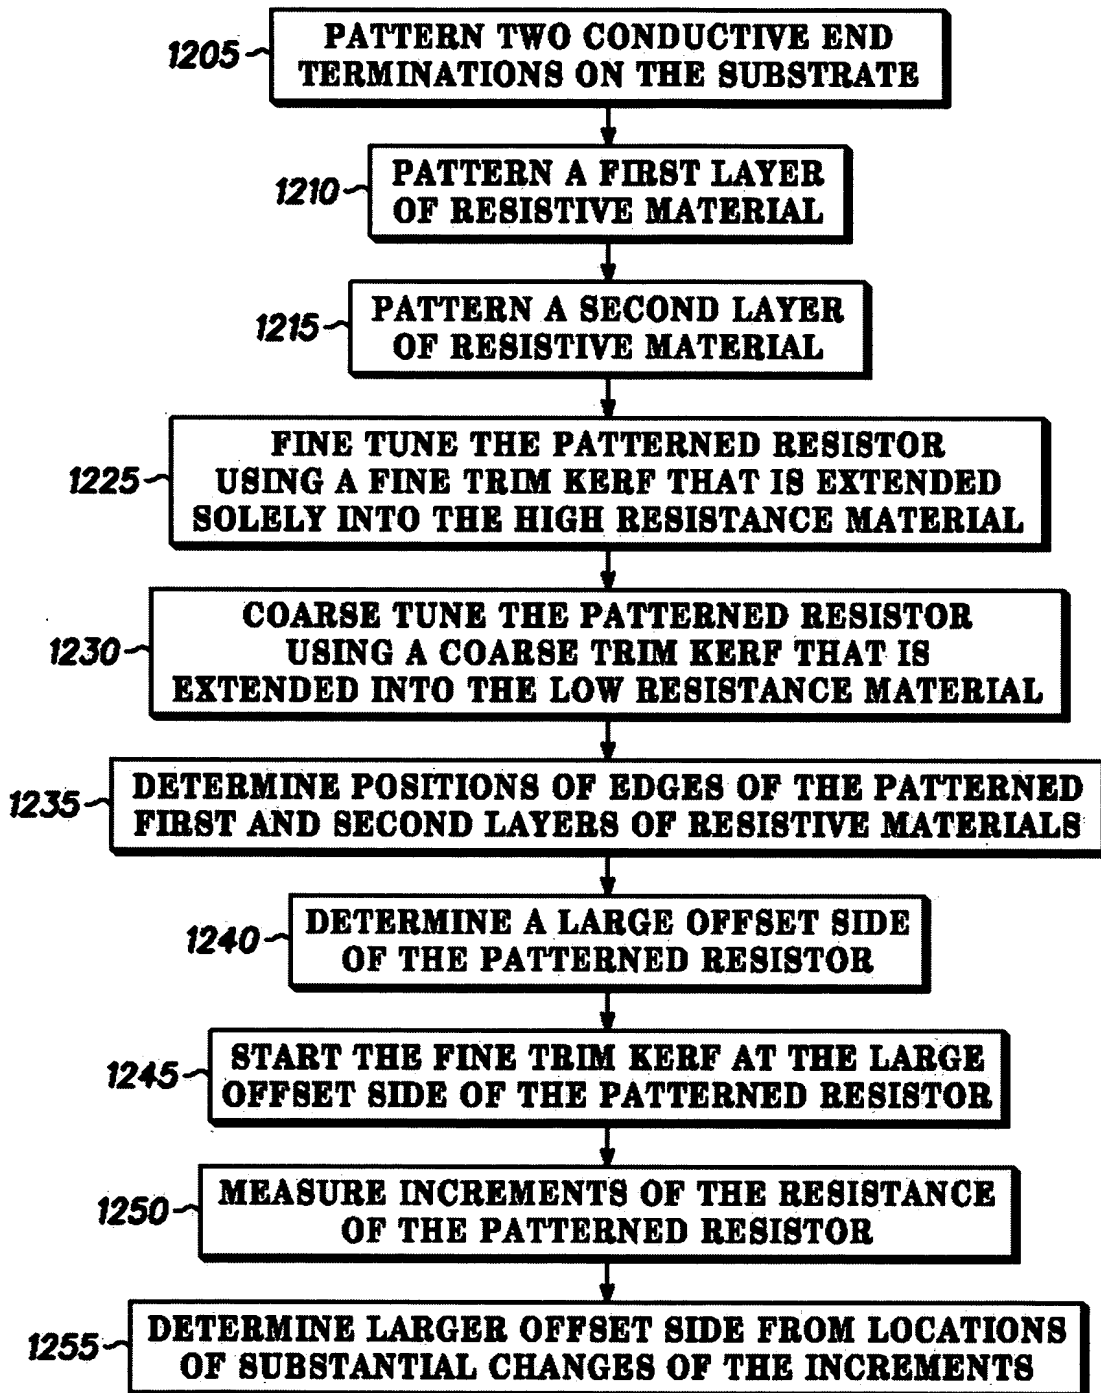 1205
PATTERN TWO CONDUCTIVE END
TERMINATIONS ON THE SUBSTRATE
1210
PATTERN A FIRST LAYER
OF RESISTIVE MATERIAL
1215
PATTERN A SECOND LAYER
OF RESISTIVE MATERIAL
1225
FINE TUNE THE PATTERNED RESISTOR
USING A FINE TRIM KERF THAT IS EXTENDED
SOLELY INTO THE HIGH RESISTANCE MATERIAL
1230
COARSE TUNE THE PATTERNED RESISTOR
USING A COARSE TRIM KERF THAT IS
EXTENDED INTO THE LOW RESISTANCE MATERIAL
1235
DETERMINE POSITIONS OF EDGES OF THE PATTERNED
FIRST AND SECOND LAYERS OF RESISTIVE MATERIALS
1240
DETERMINE A LARGE OFFSET SIDE
OF THE PATTERNED RESISTOR
1245
START THE FINE TRIM KERF AT THE LARGE
OFFSET SIDE OF THE PATTERNED RESISTOR
1250
MEASURE INCREMENTS OF THE RESISTANCE
OF THE PATTERNED RESISTOR
1255
DETERMINE LARGER OFFSET SIDE FROM LOCATIONS
OF SUBSTANTIAL CHANGES OF THE INCREMENTS